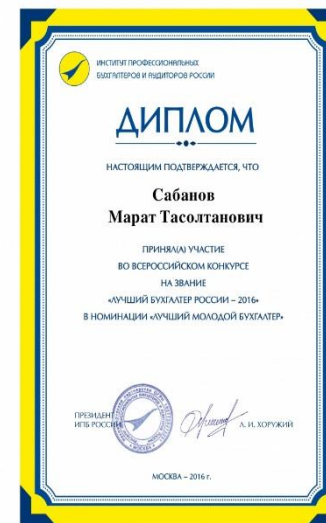 ИНСТИТУТ ПРОФЕССИОНАЛЬНЫХ
БУХГАЛТЕРОВ И АУДИТОРОВ РОССИИ
ДИПЛОМ
НАСТОЯЩИМ ПОДТВЕРЖДАЕТСЯ, ЧТО
Сабанов
Марат Тасолтанович
ПРИНЯЛ(А) УЧАСТИЕ
ВО ВСЕРОССИЙСКОМ КОНКУРСЕ
НА ЗВАНИЕ
«ЛУЧШИЙ БУХГАЛТЕР РОССИИ – 2016»
В НОМИНАЦИИ «ЛУЧШИЙ МОЛОДОЙ БУХГАЛТЕР»
ПРЕЗИДЕНТ
ИПБ РОССИИ
Л. И. ХОРУЖИЙ
МОСКВА – 2016 г.